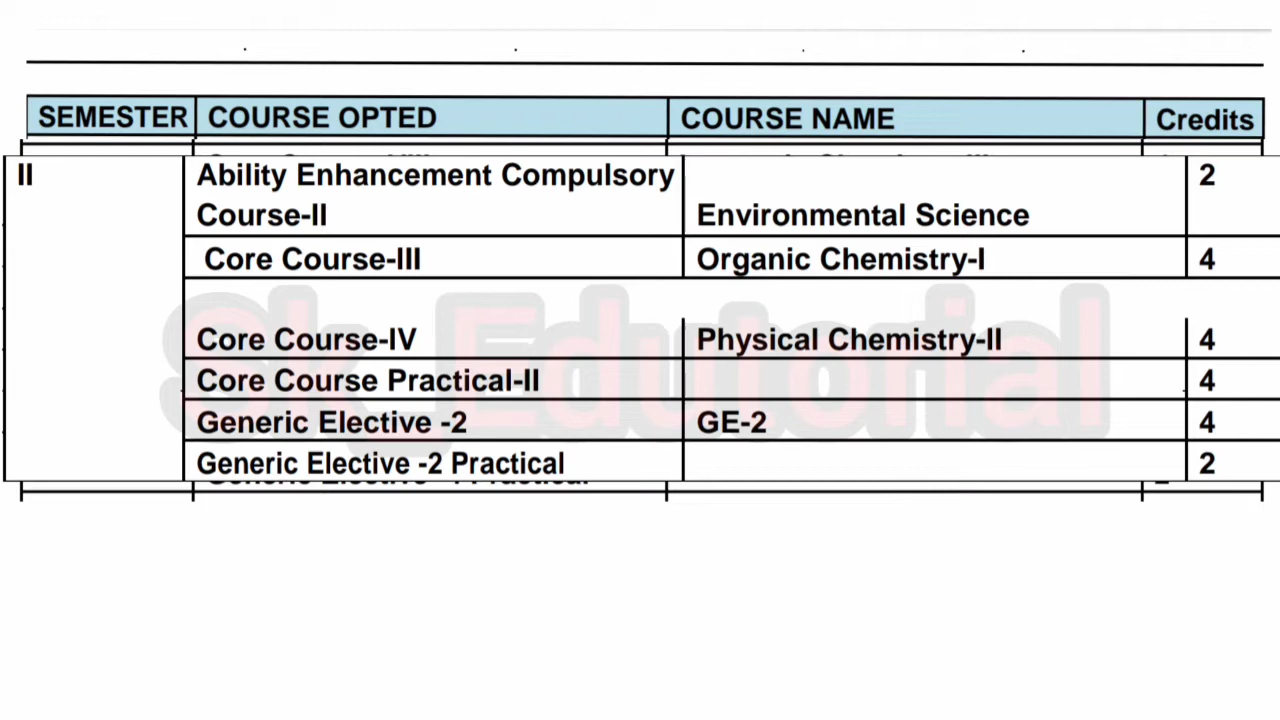 SEMESTER COURSE OPTED COURSE NAME Credits
II Ability Enhancement Compulsory 2
Course-II Environmental Science
Core Course-III Organic Chemistry-I 4
Core Course-IV Physical Chemistry-II 4
Core Course Practical-II 4
Generic Elective -2 GE-2 4
Generic Elective -2 Practical 2
Sk_Edutorial